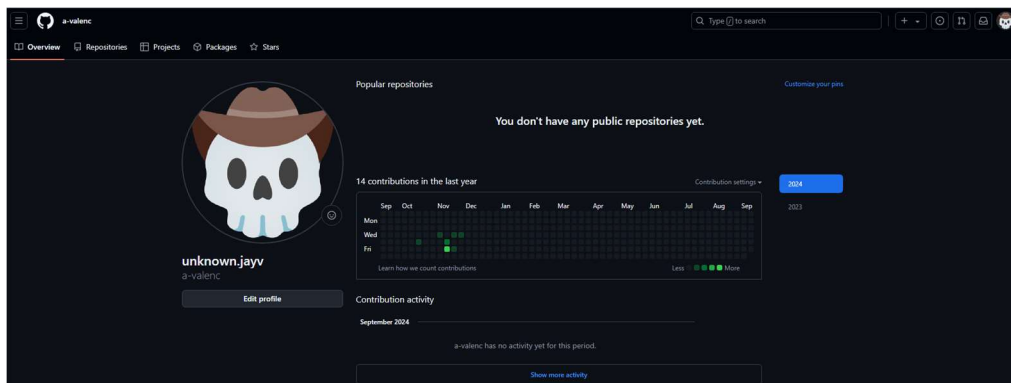 a-valenc
Type / to search
Overview
Repositories
Projects
Packages
Stars
Popular repositories
Customize your pins
You don't have any public repositories yet.
14 contributions in the last year
Contribution settings
2024
2023
Sep Oct Nov Dec Jan Feb Mar Apr May Jun Jul Aug Sep
Mon
Wed
Fri
Learn how we count contributions
Less More
unknown.jayv
a-valenc
Edit profile
Contribution activity
September 2024
a-valenc has no activity yet for this period.
Show more activity